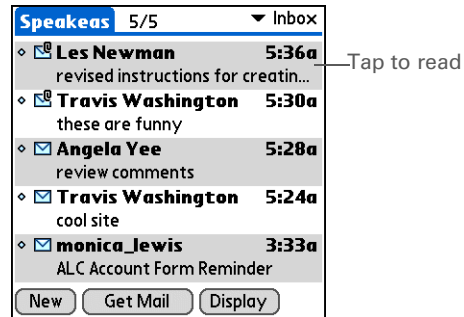 Speakeas 5/5 Inbox
Les Newman 5:36a
revised instructions for creatin...
Travis Washington 5:30a
these are funny
Angela Yee 5:28a
review comments
Travis Washington 5:24a
cool site
monica_lewis 3:33a
ALC Account Form Reminder
New Get Mail Display
Tap to read